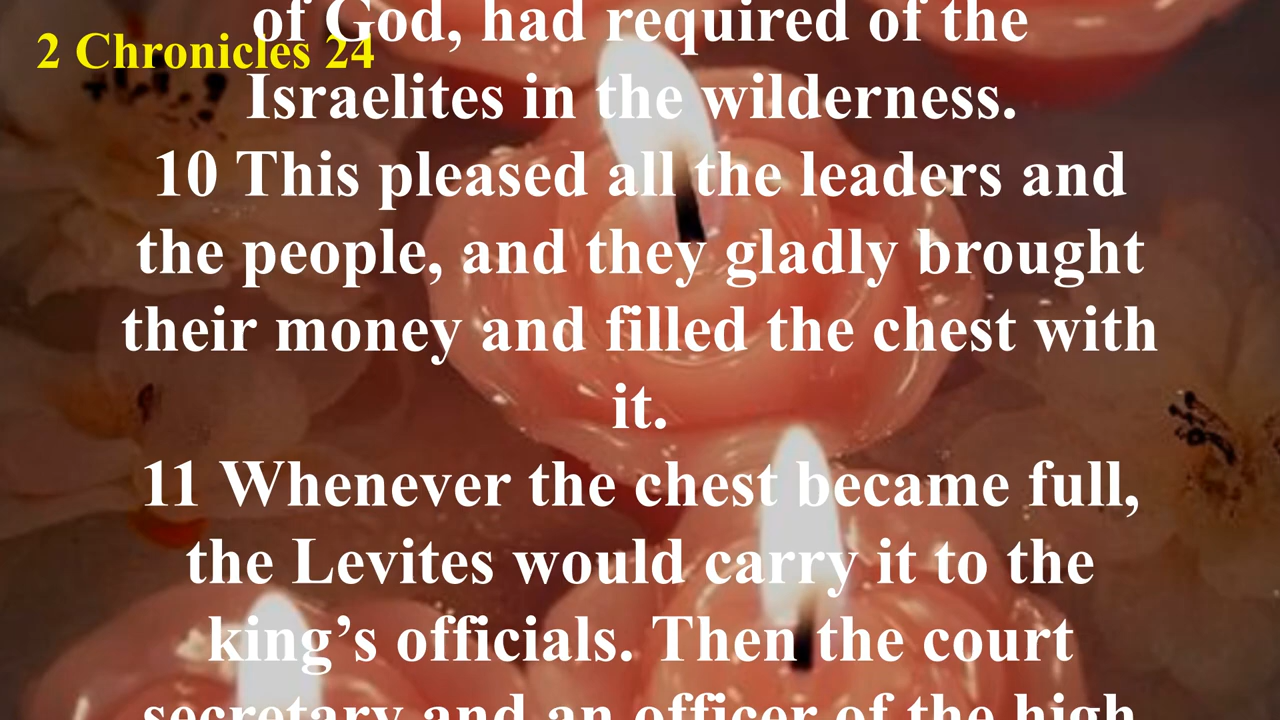 2 Chronicles 24
of God, had required of the
Israelites in the wilderness.
10 This pleased all the leaders and
the people, and they gladly brought
their money and filled the chest with
it.
11 Whenever the chest became full,
the Levites would carry it to the
king’s officials. Then the court
secretary and an officer of the high